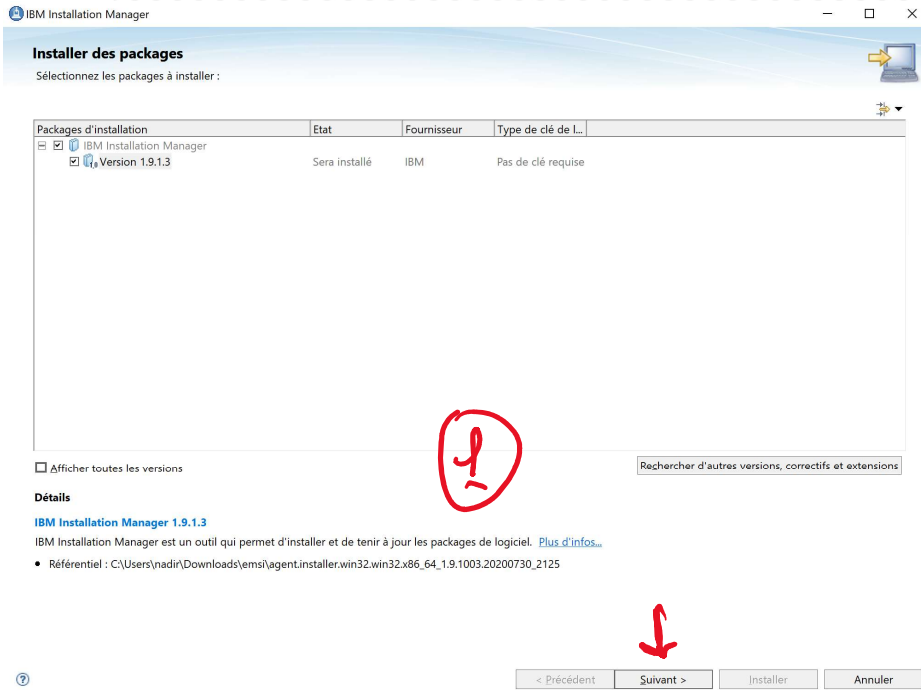 IBM Installation Manager
Installer des packages
Sélectionnez les packages à installer :
Packages d'installation Etat Fournisseur Type de clé de l...
IBM Installation Manager
Version 1.9.1.3 Sera installé IBM Pas de clé requise
Afficher toutes les versions
Rechercher d'autres versions, correctifs et extensions
Détails
IBM Installation Manager 1.9.1.3
IBM Installation Manager est un outil qui permet d'installer et de tenir à jour les packages de logiciel. Plus d'infos...
• Référentiel : C:\Users\nadir\Downloads\emsi\agent.installer.win32.win32.x86_64_1.9.1003.20200730_2125
< Précédent Suivant > Installer Annuler